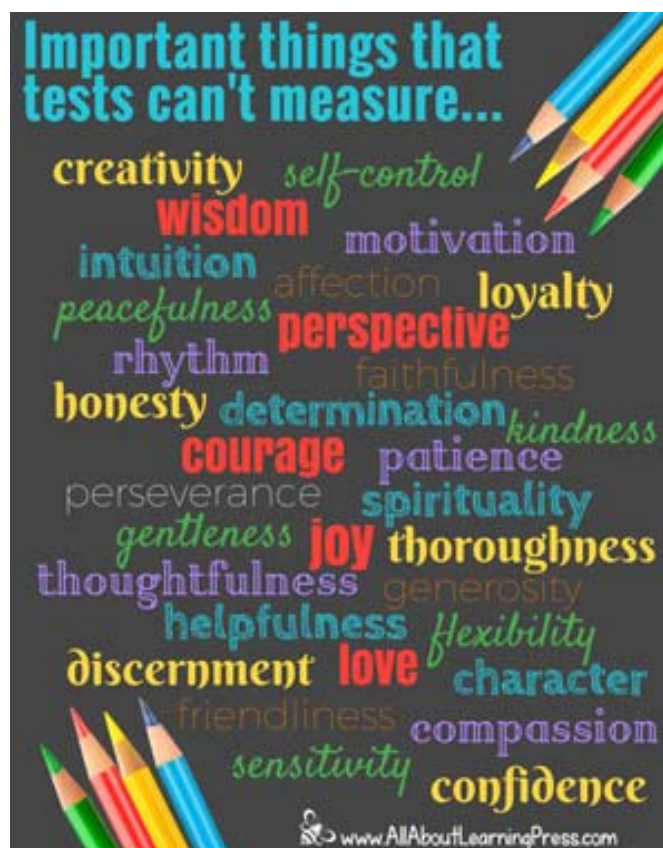 Important things that
tests can't measure...
creativity self-control
wisdom
motivation
intuition
affection
loyalty
peacefulness
perspective
rhythm
faithfulness
honesty determination
kindness
courage patience
perseverance
spirituality
gentleness joy thoroughness
thoughtfulness generosity
helpfulness flexibility
discernment love
character
friendliness
compassion
sensitivity
confidence
www.AllAboutLearningPress.com